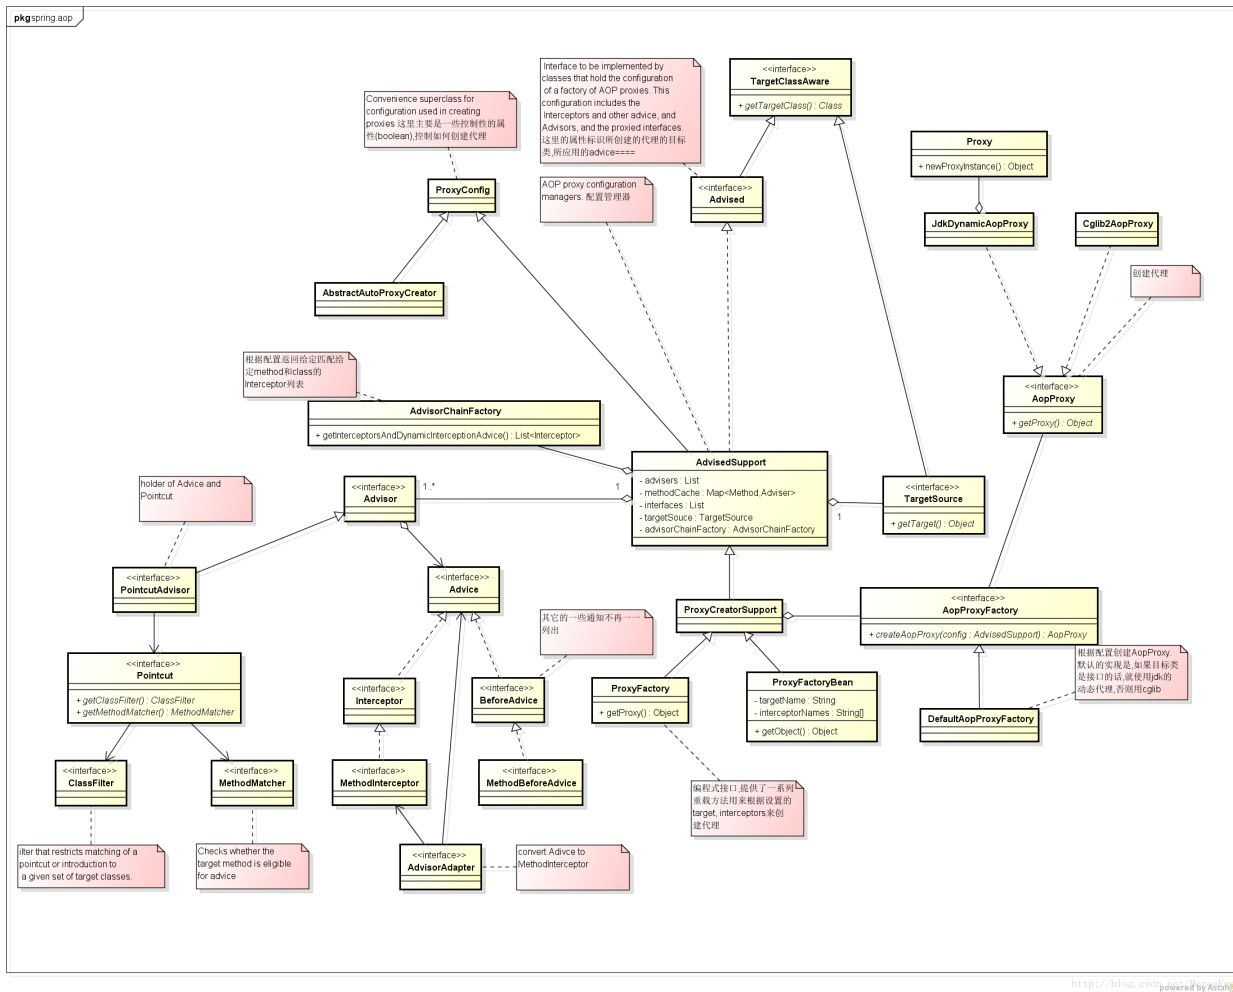 pkg spring.aop
Interface to be implemented by
classes that hold the configuration
of a factory of AOP proxies. This
configuration includes the
Interceptors and other advice, and
Advisors, and the proxied interfaces.
这里的属性标识所创建的代理的目标
类,所应用的advice====
<<interface>>
TargetClassAware
+ getTargetClass() : Class
Convenience superclass for
configuration used in creating
proxies 这里主要是一些控制性的属
性(boolean),控制如何创建代理
Proxy
+ newProxyInstance() : Object
ProxyConfig
AOP proxy configuration
managers. 配置管理器
<<interface>>
Advised
JdkDynamicAopProxy
Cglib2AopProxy
创建代理
AbstractAutoProxyCreator
根据配置返回给定匹配给
定method和class的
Interceptor列表
<<interface>>
AopProxy
+ getProxy() : Object
AdvisorChainFactory
+ getInterceptorsAndDynamicInterceptionAdvice() : List<Interceptor>
AdvisedSupport
- advisers : List
- methodCache : Map<Method,Adviser>
- interfaces : List
- targetSouce : TargetSource
- advisorChainFactory : AdvisorChainFactory
holder of Advice and
Pointcut
<<interface>>
Advisor
1..*
1
1
<<interface>>
TargetSource
+ getTarget() : Object
<<interface>>
PointcutAdvisor
<<interface>>
Advice
ProxyCreatorSupport
<<interface>>
AopProxyFactory
+ createAopProxy(config : AdvisedSupport) : AopProxy
其它的一些通知不再一一
列出
<<interface>>
Pointcut
+ getClassFilter() : ClassFilter
+ getMethodMatcher() : MethodMatcher
根据配置创建AopProxy.
默认的实现是,如果目标类
是接口的话,就使用jdk的
动态代理,否则用cglib
<<interface>>
Interceptor
<<interface>>
BeforeAdvice
ProxyFactory
+ getProxy() : Object
ProxyFactoryBean
- targetName : String
- interceptorNames : String[]
+ getObject() : Object
DefaultAopProxyFactory
<<interface>>
ClassFilter
<<interface>>
MethodMatcher
<<interface>>
MethodInterceptor
<<interface>>
MethodBeforeAdvice
编程式接口,提供了一系列
重载方法用来根据设置的
target, interceptors来创
建代理
ilter that restricts matching of a
pointcut or introduction to
a given set of target classes.
Checks whether the
target method is eligible
for advice
<<interface>>
AdvisorAdapter
convert Adivce to
MethodInterceptor
powered by Astah